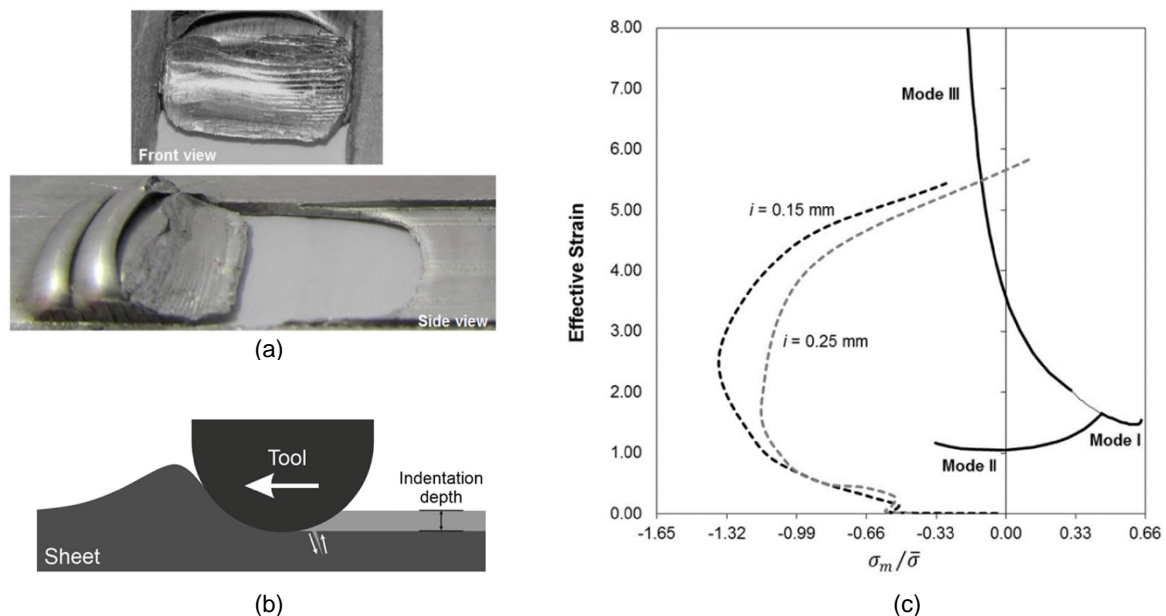 Front view
Side view
(a)
Tool
Indentation
depth
Sheet
(b)
8.00
7.00
6.00
5.00
4.00
3.00
2.00
1.00
0.00
Effective Strain
Mode III
i = 0.15 mm
i = 0.25 mm
Mode I
Mode II
-1.65 -1.32 -0.99 -0.66 -0.33 0.00 0.33 0.66
σₘ/σ̄
(c)